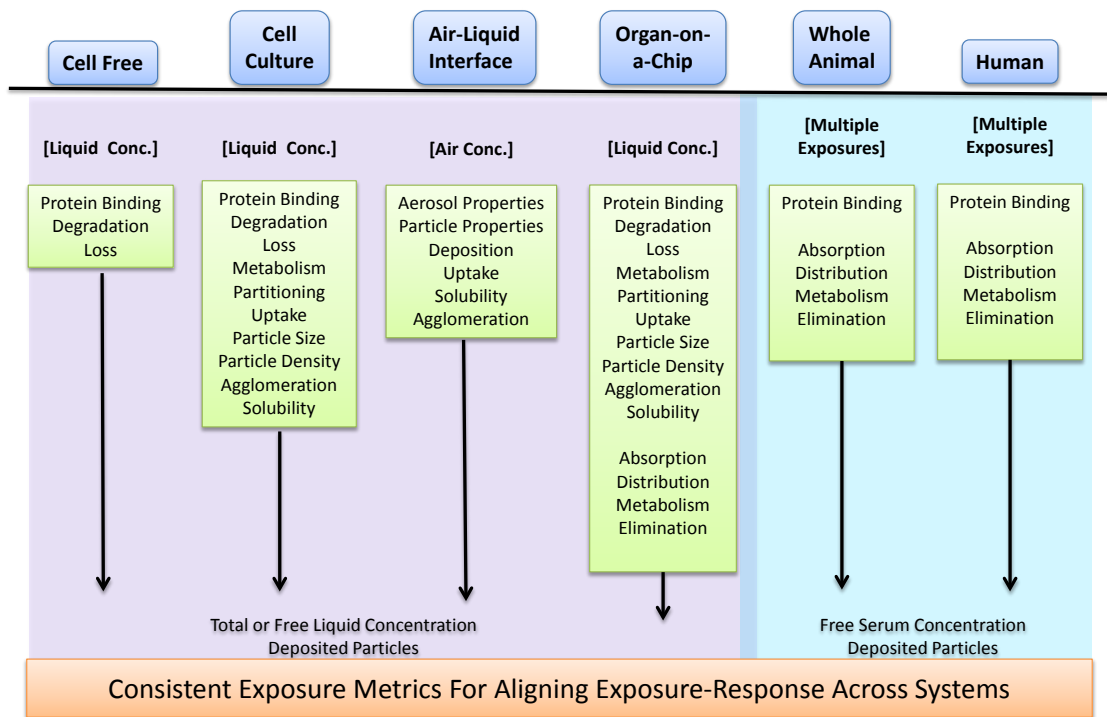 Cell Free
Cell
Culture
Air-Liquid
Interface
Organ-on-
a-Chip
Whole
Animal
Human
[Liquid Conc.]
[Liquid Conc.]
[Air Conc.]
[Liquid Conc.]
[Multiple
Exposures]
[Multiple
Exposures]
Protein Binding
Degradation
Loss
Protein Binding
Degradation
Loss
Metabolism
Partitioning
Uptake
Particle Size
Particle Density
Agglomeration
Solubility
Aerosol Properties
Particle Properties
Deposition
Uptake
Solubility
Agglomeration
Protein Binding
Degradation
Loss
Metabolism
Partitioning
Uptake
Particle Size
Particle Density
Agglomeration
Solubility
Absorption
Distribution
Metabolism
Elimination
Protein Binding
Absorption
Distribution
Metabolism
Elimination
Protein Binding
Absorption
Distribution
Metabolism
Elimination
Total or Free Liquid Concentration
Deposited Particles
Free Serum Concentration
Deposited Particles
Consistent Exposure Metrics For Aligning Exposure-Response Across Systems